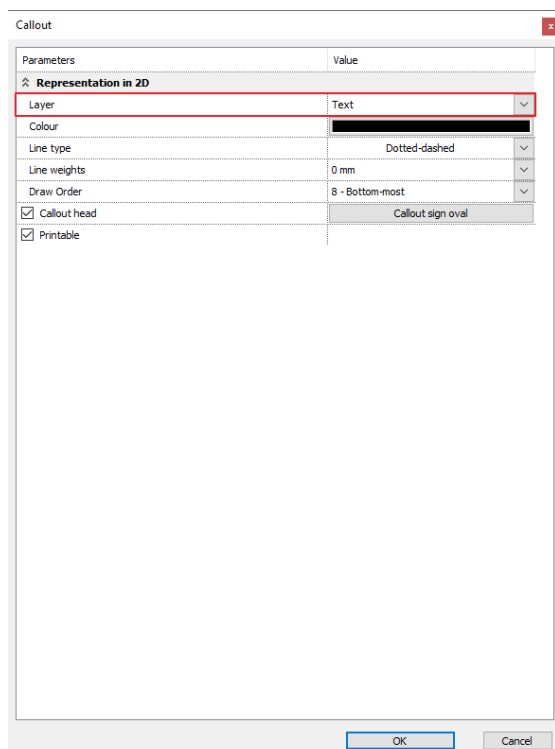 Callout
x
Parameters Value
Representation in 2D
Layer Text
Colour
Line type Dotted-dashed
Line weights 0 mm
Draw Order 8 - Bottom-most
Callout head Callout sign oval
Printable
OK Cancel